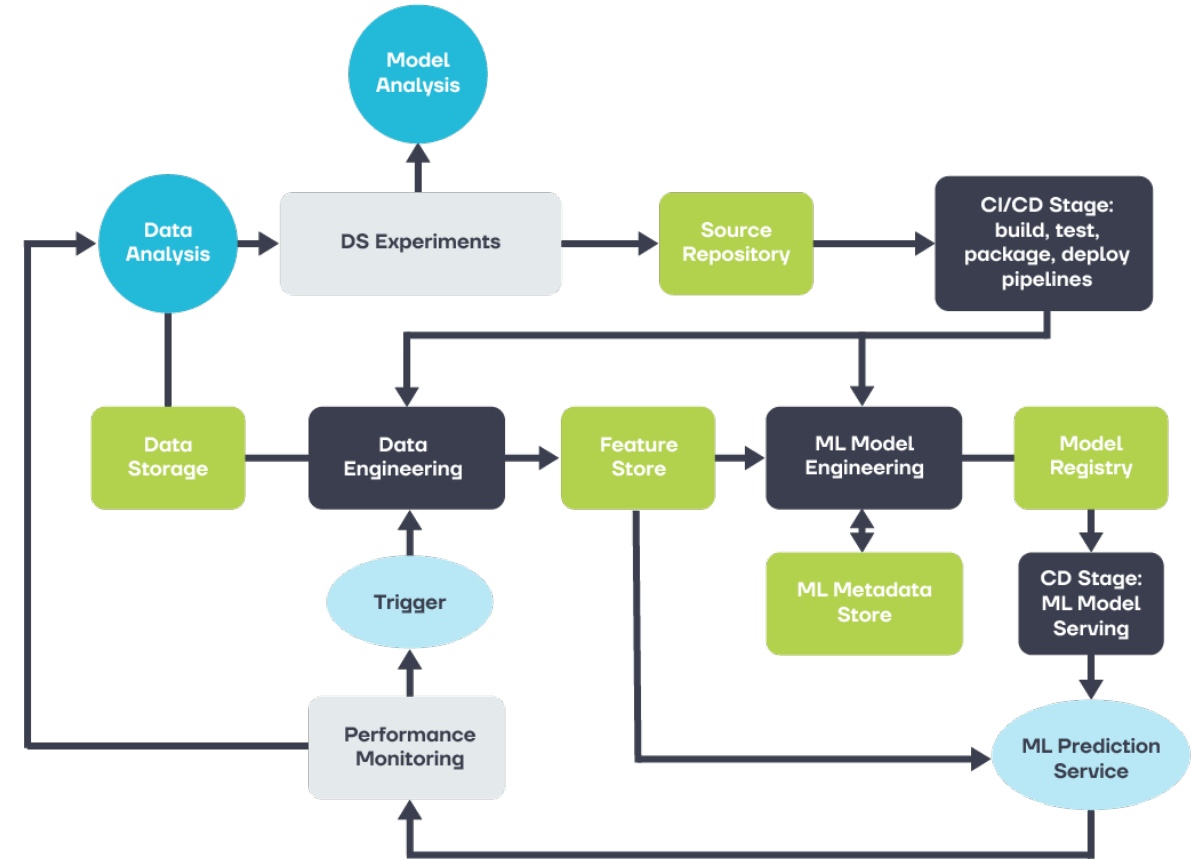 Model
Analysis
Data
Analysis
DS Experiments
Source
Repository
CI/CD Stage:
build, test,
package, deploy
pipelines
Data
Storage
Data
Engineering
Feature
Store
ML Model
Engineering
Model
Registry
Trigger
ML Metadata
Store
CD Stage:
ML Model
Serving
Performance
Monitoring
ML Prediction
Service